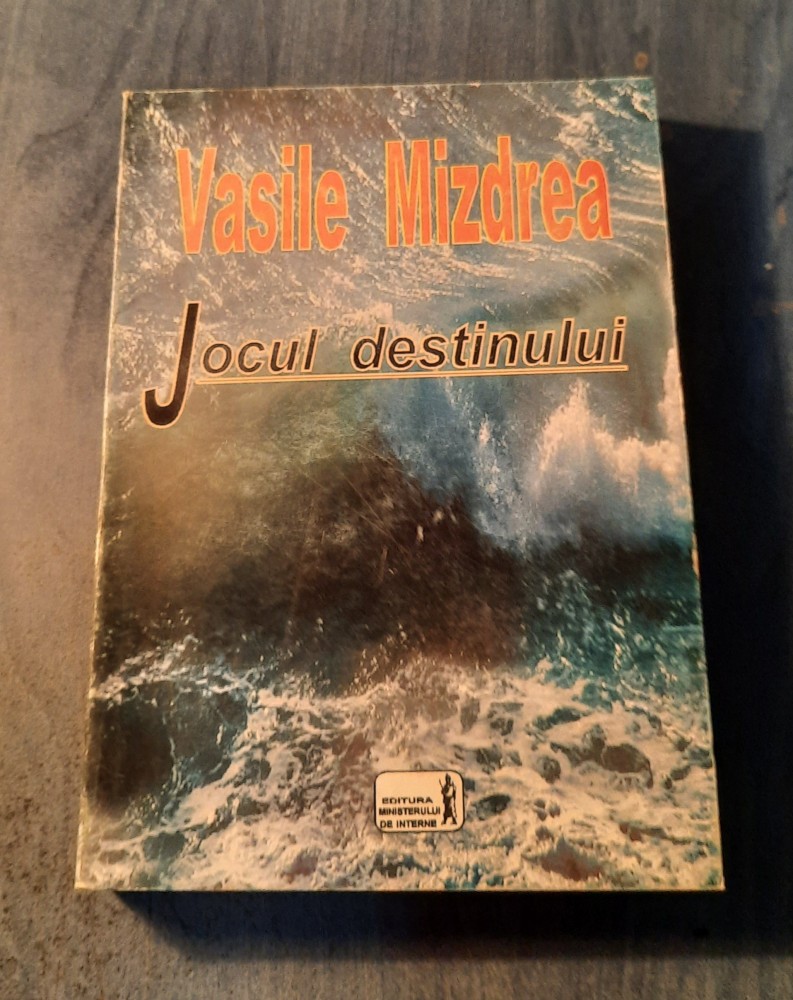 Vasile Mizdrea
Jocul destinului
EDITURA
MINISTERULUI
DE INTERNE